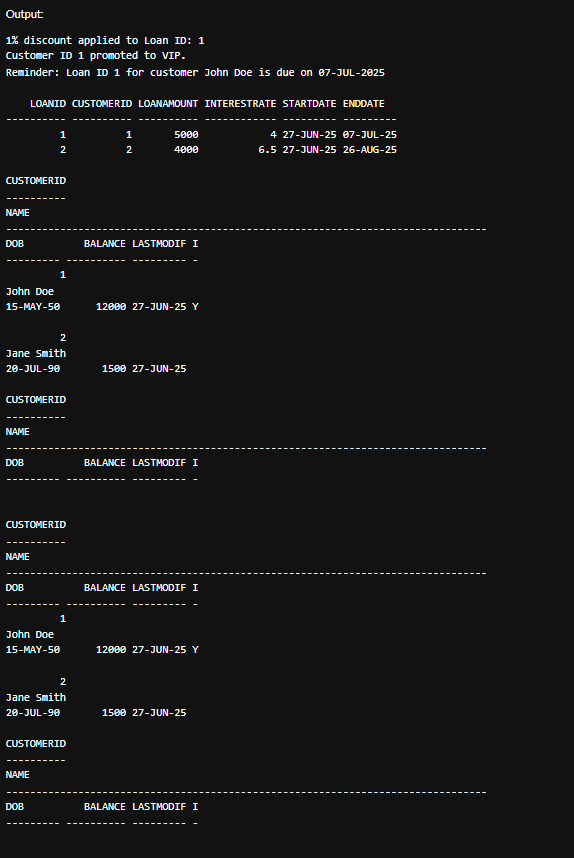 Output:
1% discount applied to Loan ID: 1
Customer ID 1 promoted to VIP.
Reminder: Loan ID 1 for customer John Doe is due on 07-JUL-2025

    LOANID CUSTOMERID LOANAMOUNT INTERESTRATE STARTDATE ENDDATE
---------- ---------- ---------- ------------ --------- ---------
         1          1       5000            4 27-JUN-25 07-JUL-25
         2          2       4000          6.5 27-JUN-25 26-AUG-25

CUSTOMERID
----------
NAME
--------------------------------------------------------------------------------
DOB          BALANCE LASTMODIF I
--------- ---------- --------- -
         1
John Doe
15-MAY-50      12000 27-JUN-25 Y

         2
Jane Smith
20-JUL-90       1500 27-JUN-25

CUSTOMERID
----------
NAME
--------------------------------------------------------------------------------
DOB          BALANCE LASTMODIF I
--------- ---------- --------- -


CUSTOMERID
----------
NAME
--------------------------------------------------------------------------------
DOB          BALANCE LASTMODIF I
--------- ---------- --------- -
         1
John Doe
15-MAY-50      12000 27-JUN-25 Y

         2
Jane Smith
20-JUL-90       1500 27-JUN-25

CUSTOMERID
----------
NAME
--------------------------------------------------------------------------------
DOB          BALANCE LASTMODIF I
--------- ---------- --------- -